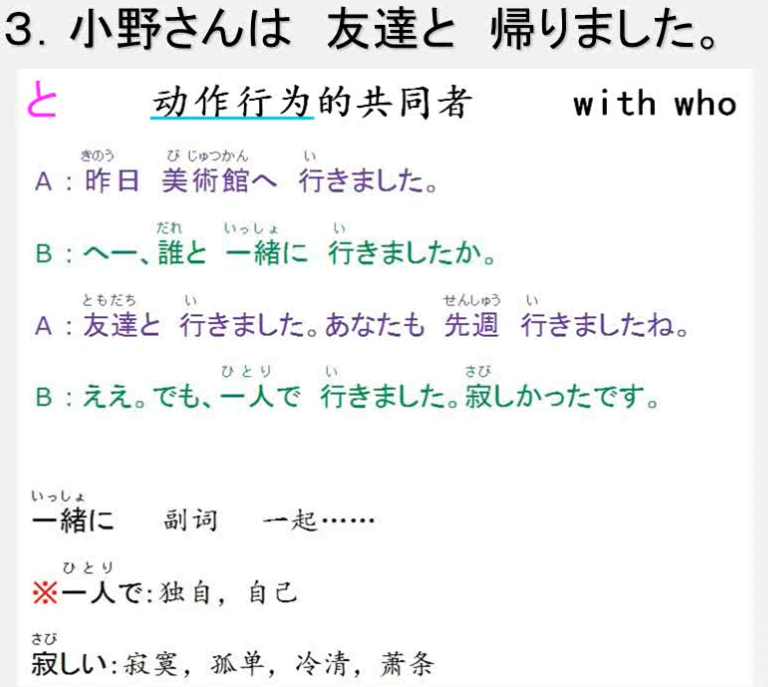 3．小野さんは 友達と 帰りました。
と 动作行为的共同者 with who
きのう びじゅつかん い
A：昨日 美術館へ 行きました。
だれ いっしょ い
B：へー、誰と 一緒に 行きましたか。
ともだち い せんしゅう い
A：友達と 行きました。あなたも 先週 行きましたね。
ひとり い さび
B：ええ。でも、一人で 行きました。寂しかったです。
いっしょ
一緒に 副词 一起……
ひとり
※一人で:独自，自己
さび
寂しい:寂寞，孤单，冷清，萧条